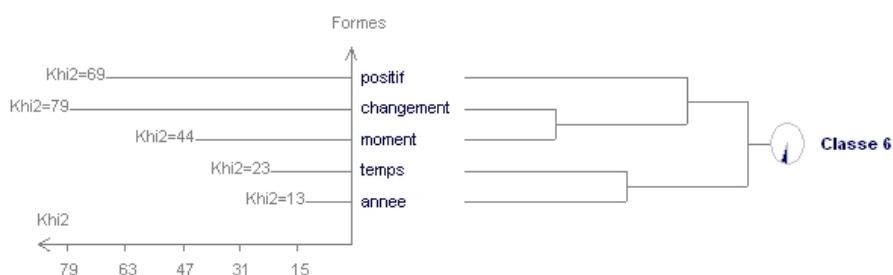 Formes
Khi2=69 positif
Khi2=79 changement
Khi2=44 moment
Khi2=23 temps
Khi2=13 annee
Classe 6
Khi2
79 63 47 31 15